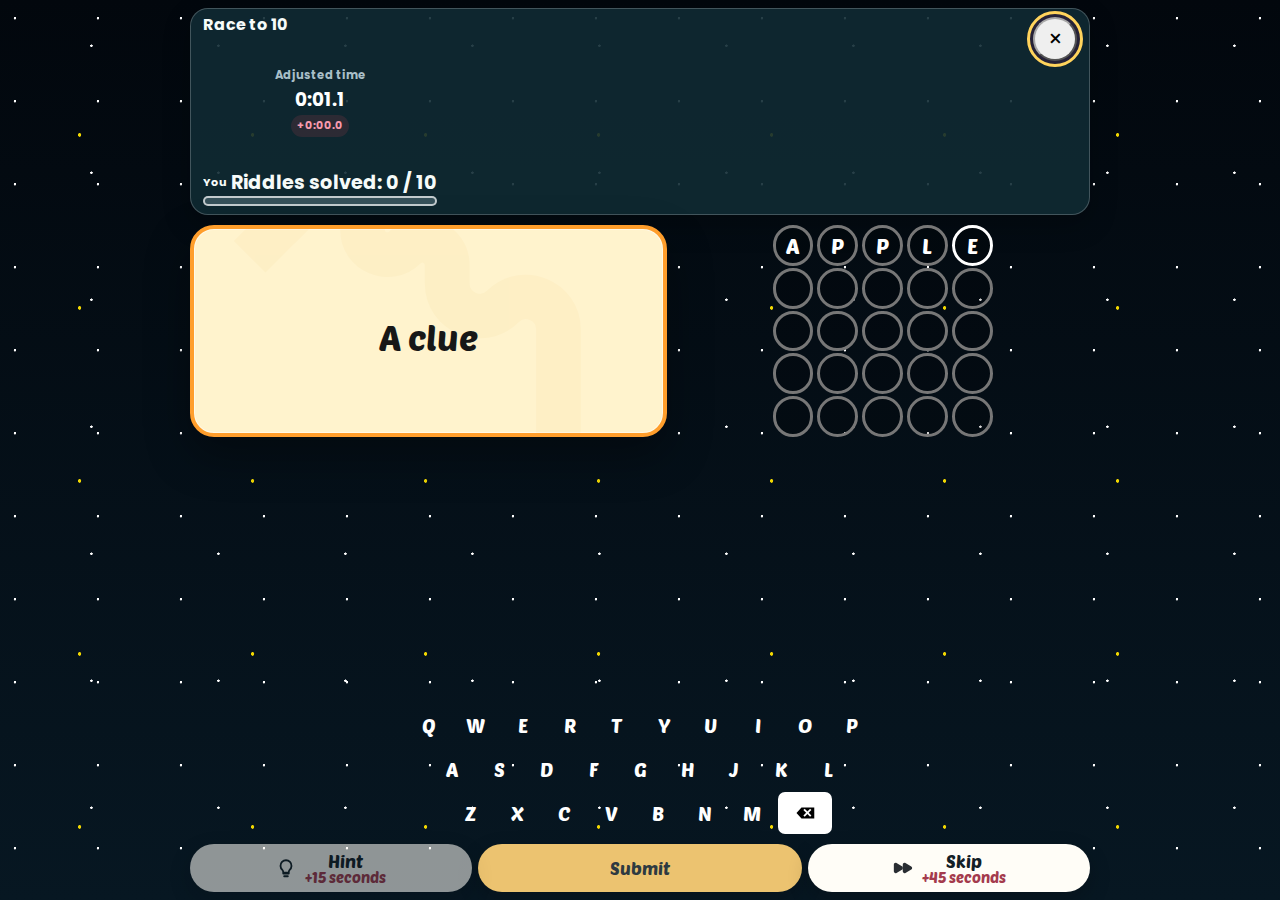 Race to 10
×
Adjusted time
0:01.1
+0:00.0
You Riddles solved: 0 / 10
A clue
A P P L E
Q W E R T Y U I O P
A S D F G H J K L
Z X C V B N M
Hint
+15 seconds
Submit
Skip
+45 seconds